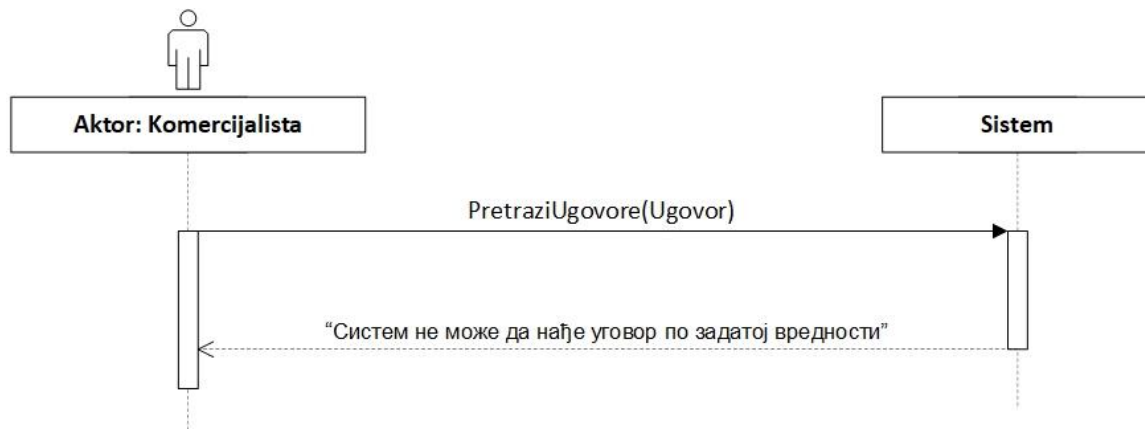 Aktor: Komercijalista
Sistem
PretraziUgovore(Ugovor)
“Систем не може да нађе уговор по задатој вредности”